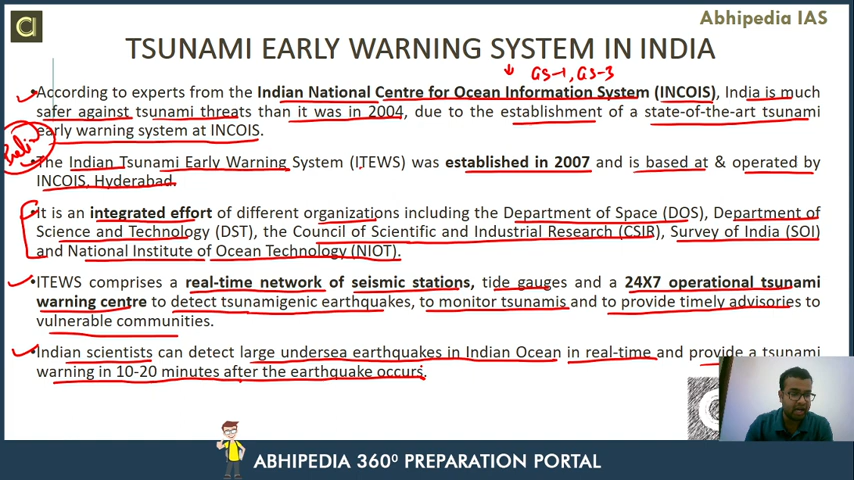 Abhipedia IAS
TSUNAMI EARLY WARNING SYSTEM IN INDIA
GS-1, GS-3
•According to experts from the Indian National Centre for Ocean Information System (INCOIS), India is much
safer against tsunami threats than it was in 2004, due to the establishment of a state-of-the-art tsunami
early warning system at INCOIS.
•The Indian Tsunami Early Warning System (ITEWS) was established in 2007 and is based at & operated by
INCOIS, Hyderabad.
•It is an integrated effort of different organizations including the Department of Space (DOS), Department of
Science and Technology (DST), the Council of Scientific and Industrial Research (CSIR), Survey of India (SOI)
and National Institute of Ocean Technology (NIOT).
•ITEWS comprises a real-time network of seismic stations, tide gauges and a 24X7 operational tsunami
warning centre to detect tsunamigenic earthquakes, to monitor tsunamis and to provide timely advisories to
vulnerable communities.
•Indian scientists can detect large undersea earthquakes in Indian Ocean in real-time and provide a tsunami
warning in 10-20 minutes after the earthquake occurs.
ABHIPEDIA 360⁰ PREPARATION PORTAL